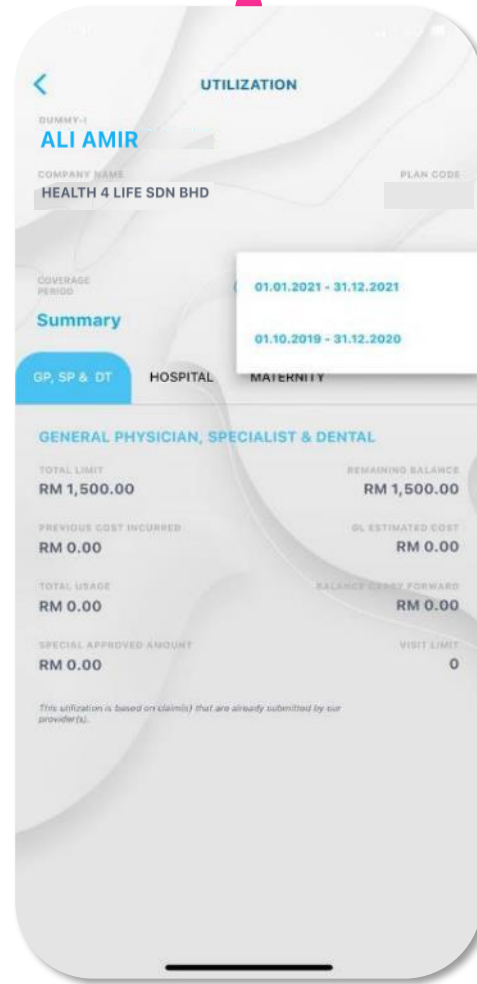 UTILIZATION
DUMMY-I
ALI AMIR
COMPANY NAME
PLAN CODE
HEALTH 4 LIFE SDN BHD
COVERAGE
PERIOD
01.01.2021 - 31.12.2021
Summary
01.10.2019 - 31.12.2020
GP, SP & DT
HOSPITAL
MATERNITY
GENERAL PHYSICIAN, SPECIALIST & DENTAL
TOTAL LIMIT
REMAINING BALANCE
RM 1,500.00
RM 1,500.00
PREVIOUS COST INCURRED
GL ESTIMATED COST
RM 0.00
RM 0.00
TOTAL USAGE
BALANCE CARRY FORWARD
RM 0.00
RM 0.00
SPECIAL APPROVED AMOUNT
VISIT LIMIT
RM 0.00
0
This utilization is based on claim(s) that are already submitted by our
provider(s).